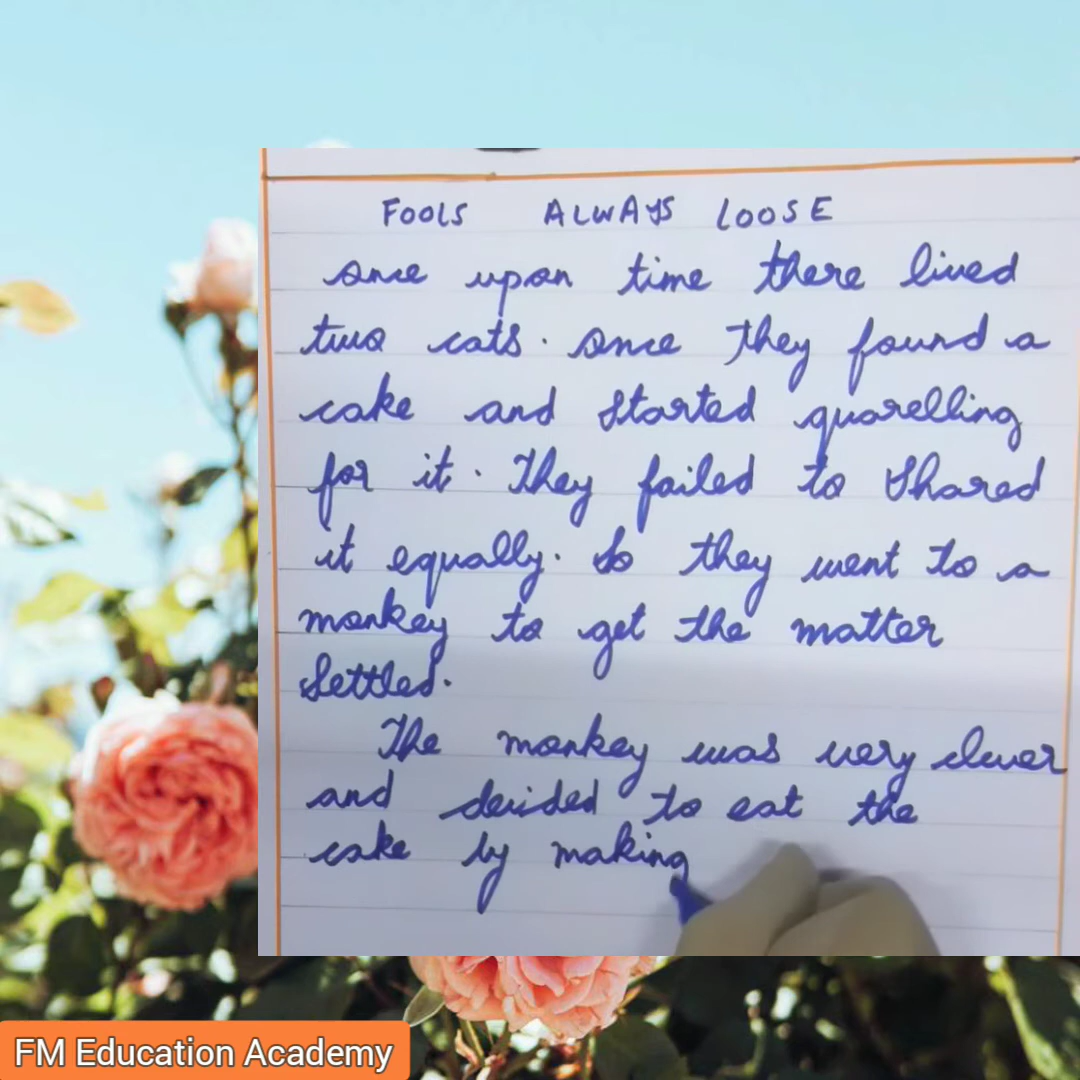 FOOLS ALWAYS LOOSE
once upon time there lived
two cats. once they found a
cake and started quarelling
for it. They failed to shared
it equally. So they went to a
monkey to get the matter
settled.
The monkey was very clever
and decided to eat the
cake by making
FM Education Academy